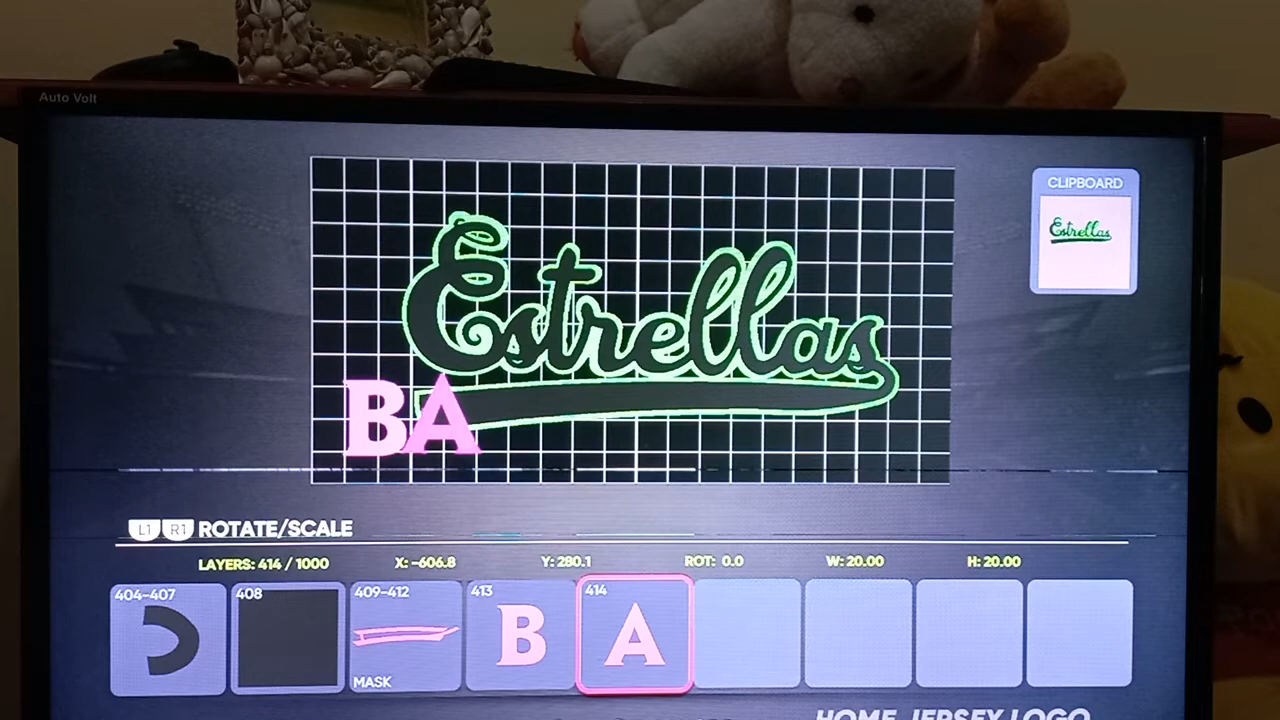 Auto Volt
CLIPBOARD
Estrellas
Estrellas
BA
L1 R1 ROTATE/SCALE
LAYERS: 414 / 1000 X: -606.8 Y: 280.1 ROT: 0.0 W: 20.00 H: 20.00
404-407 408 409-412 413 414
B A
MASK
HOME JERSEY LOGO